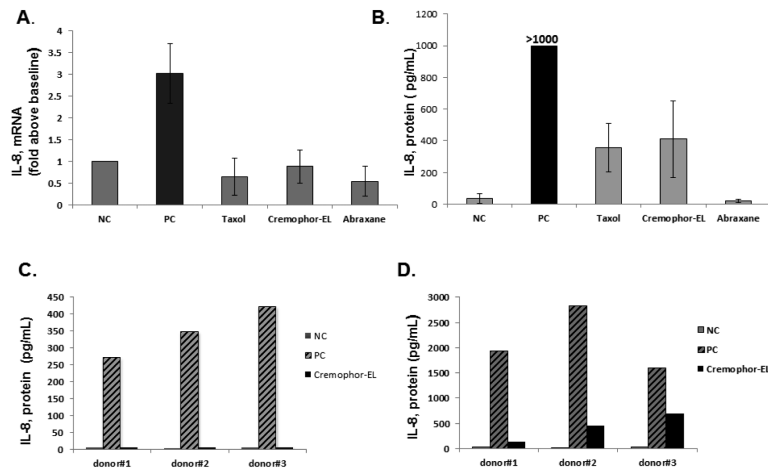 A.
IL-8, mRNA
(fold above baseline)
4
3.5
3
2.5
2
1.5
1
0.5
0
NC PC Taxol Cremophor-EL Abraxane
B.
IL-8, protein ( pg/mL)
>1000
1000
800
600
400
200
0
NC PC Taxol Cremophor-EL Abraxane
C.
IL-8, protein (pg/mL)
450
400
350
300
250
200
150
100
50
0
donor#1 donor#2 donor#3
NC
PC
Cremophor-EL
D.
IL-8, protein (pg/mL)
3000
2500
2000
1500
1000
500
0
donor#1 donor#2 donor#3
NC
PC
Cremophor-EL